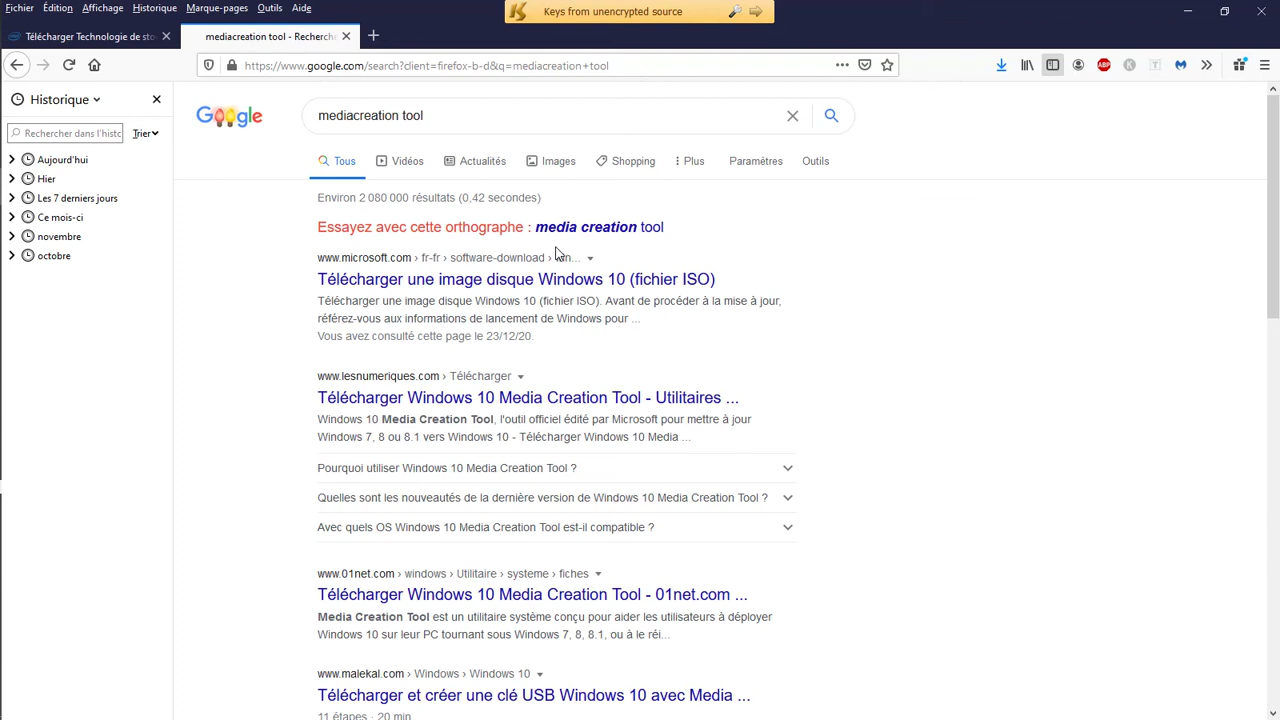 Fichier Édition Affichage Historique Marque-pages Outils Aide
Keys from unencrypted source
Télécharger Technologie de sto
mediacreation tool - Recherch
https://www.google.com/search?client=firefox-b-d&q=mediacreation+tool
ABP
Historique
Rechercher dans l'histo
Trier
Aujourd'hui
Hier
Les 7 derniers jours
Ce mois-ci
novembre
octobre
Google
mediacreation tool
Tous Vidéos Actualités Images Shopping Plus Paramètres Outils
Environ 2 080 000 résultats (0,42 secondes)
Essayez avec cette orthographe : media creation tool
www.microsoft.com › fr-fr › software-download ›
Télécharger une image disque Windows 10 (fichier ISO)
Télécharger une image disque Windows 10 (fichier ISO). Avant de procéder à la mise à jour,
référez-vous aux informations de lancement de Windows pour ...
Vous avez consulté cette page le 23/12/20.
www.lesnumeriques.com › Télécharger
Télécharger Windows 10 Media Creation Tool - Utilitaires ...
Windows 10 Media Creation Tool, l'outil officiel édité par Microsoft pour mettre à jour
Windows 7, 8 ou 8.1 vers Windows 10 - Télécharger Windows 10 Media ...
Pourquoi utiliser Windows 10 Media Creation Tool ?
Quelles sont les nouveautés de la dernière version de Windows 10 Media Creation Tool ?
Avec quels OS Windows 10 Media Creation Tool est-il compatible ?
www.01net.com › windows › Utilitaire › systeme › fiches
Télécharger Windows 10 Media Creation Tool - 01net.com ...
Media Creation Tool est un utilitaire système conçu pour aider les utilisateurs à déployer
Windows 10 sur leur PC tournant sous Windows 7, 8, 8.1, ou à le réi...
www.malekal.com › Windows › Windows 10
Télécharger et créer une clé USB Windows 10 avec Media ...
11 étapes · 20 min